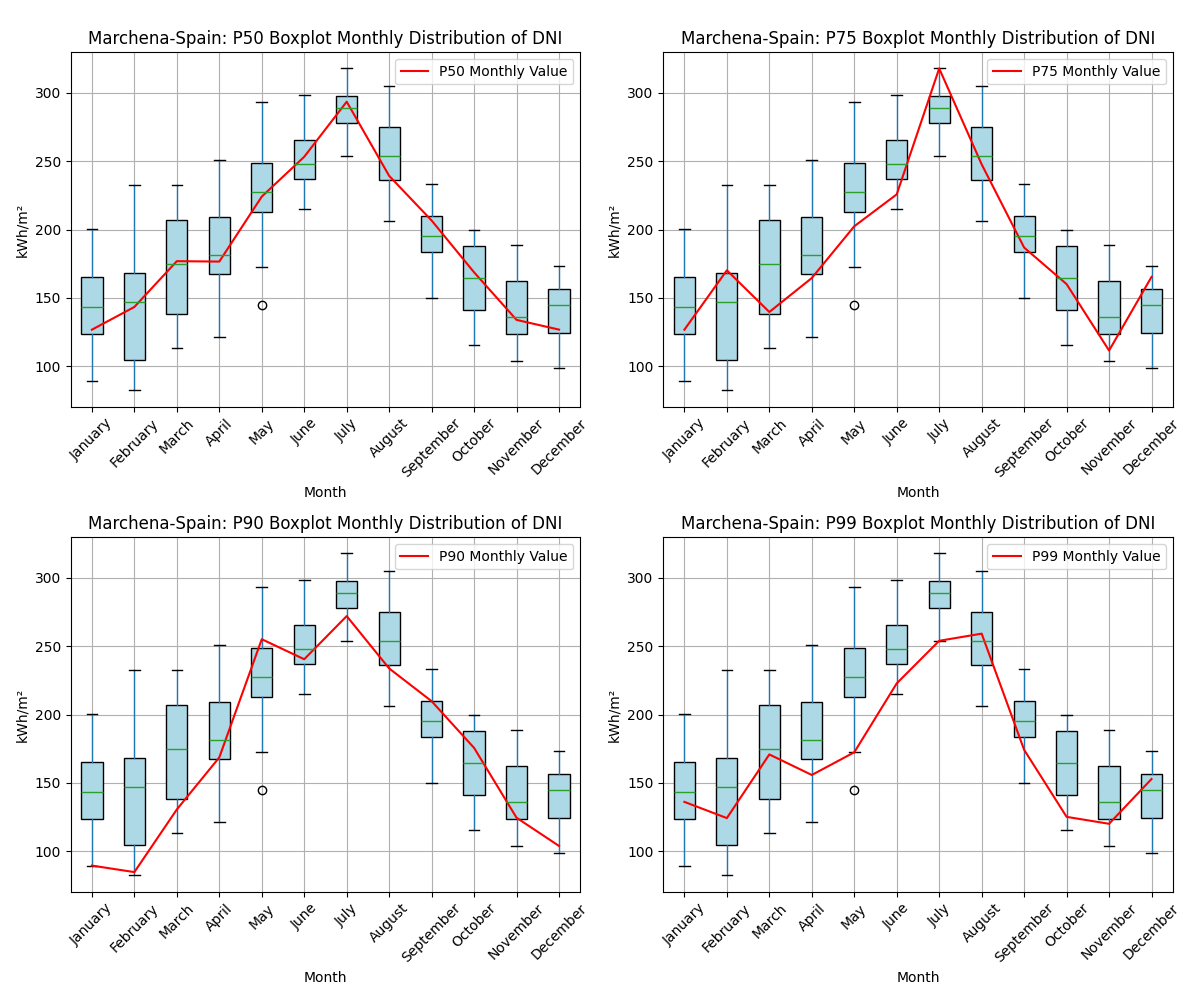 Marchena-Spain: P50 Boxplot Monthly Distribution of DNI
P50 Monthly Value
kWh/m²
300
250
200
150
100
January
February
March
April
May
June
July
August
September
October
November
December
Month
Marchena-Spain: P75 Boxplot Monthly Distribution of DNI
P75 Monthly Value
kWh/m²
300
250
200
150
100
January
February
March
April
May
June
July
August
September
October
November
December
Month
Marchena-Spain: P90 Boxplot Monthly Distribution of DNI
P90 Monthly Value
kWh/m²
300
250
200
150
100
January
February
March
April
May
June
July
August
September
October
November
December
Month
Marchena-Spain: P99 Boxplot Monthly Distribution of DNI
P99 Monthly Value
kWh/m²
300
250
200
150
100
January
February
March
April
May
June
July
August
September
October
November
December
Month